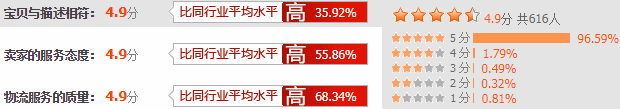 宝贝与描述相符：4.9分 比同行业平均水平 高 35.92%
卖家的服务态度：4.9分 比同行业平均水平 高 55.86%
物流服务的质量：4.9分 比同行业平均水平 高 68.34%
4.9分 共616人
5分 96.59%
4分 1.79%
3分 0.49%
2分 0.32%
1分 0.81%